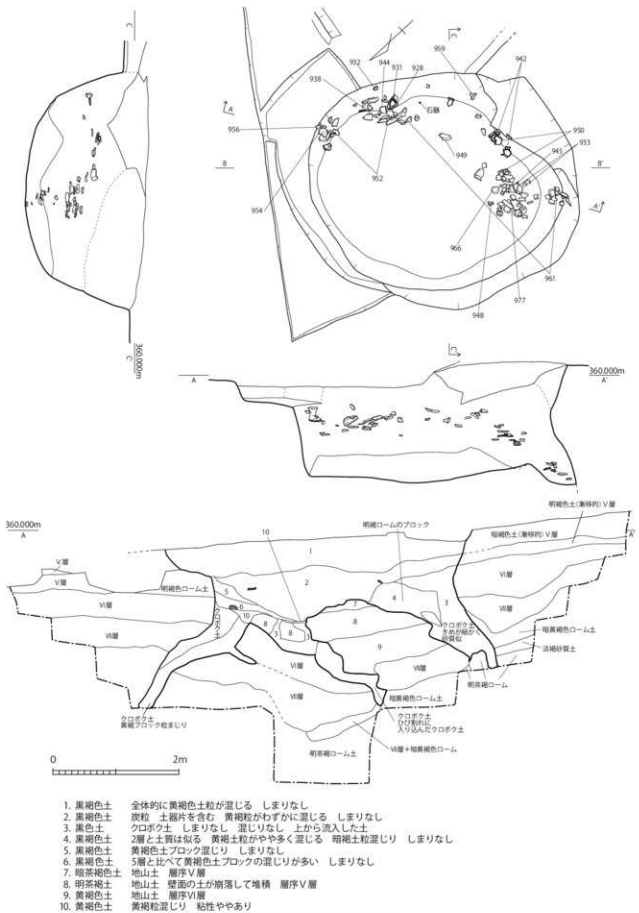 C
C'
360.000m
C
C'
959
942
932
944
931
928
938
石鏃
A
956
950
945
933
B
949
B'
952
A'
954
966
961
948
977
360.000m
A
A'
明褐色土(漸移的)Ⅴ層
360.000m
A
10
明褐ロームのブロック
暗褐色土(漸移的)Ⅴ層
A'
Ⅴ層
Ⅴ層
明褐色ローム土
1
2
Ⅵ層
Ⅵ層
5
4
3
7
6
クロボク土
10
8
3
8
3
8
クロボク土
きめが細かく
砂質似
Ⅶ層
Ⅶ層
暗黄褐色ローム土
淡褐砂質土
9
Ⅵ層
Ⅶ層
明茶褐ローム
暗黄褐色ローム土
Ⅶ層
クロボク土
黄褐ブロック粒まじり
クロボク土
ひび割れに
入り込んだクロボク土
明茶褐ローム土
Ⅶ層+暗黄褐色ローム
0
2m
1. 黒褐色土 全体的に黄褐色土粒が混じる しまりなし
2. 黒褐色土 炭粒 土器片を含む 黄褐粒がわずかに混じる しまりなし
3. 黒色土 クロボク土 しまりなし 混じりなし 上から流入した土
4. 黒褐色土 2層と土質は似る 黄褐土粒がやや多く混じる 暗褐土粒混じり しまりなし
5. 黒褐色土 黄褐色土ブロック混じり しまりなし
6. 黒褐色土 5層と比べて黄褐色土ブロックの混じりが多い しまりなし
7. 暗茶褐色土 地山土 層序Ⅴ層
8. 明茶褐土 地山土 壁面の土が崩落して堆積 層序Ⅴ層
9. 黄褐色土 地山土 層序Ⅵ層
10. 黄褐色土 黄褐粒混じり 粘性ややあり